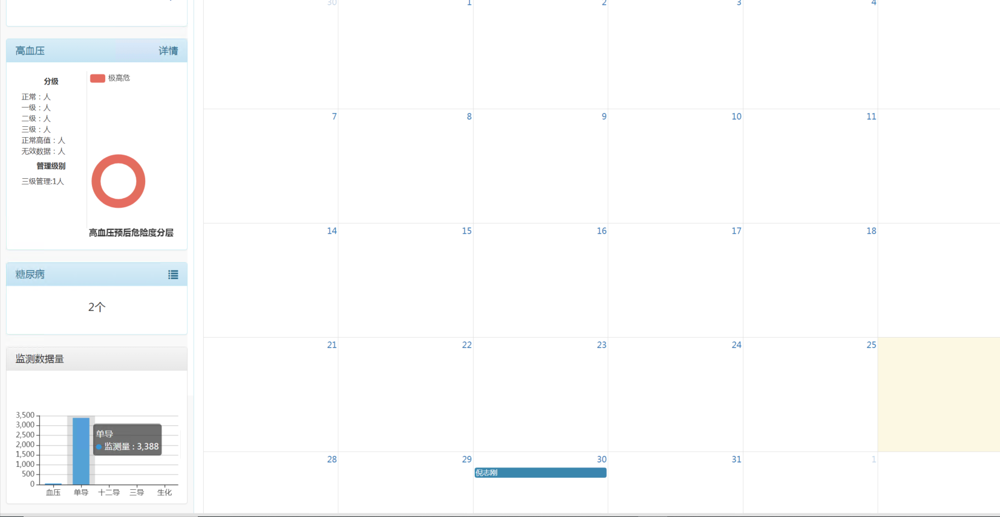 高血压
详情
分级
正常：人
一级：人
二级：人
三级：人
正常高值：人
无效数据：人
管理级别
三级管理:1人
极高危
高血压预后危险度分层
糖尿病
2个
监测数据量
3,500
3,000
2,500
2,000
1,500
1,000
500
0
单导
监测量 : 3,388
血压 单导 十二导 三导 生化
30 1 2 3 4
7 8 9 10 11
14 15 16 17 18
21 22 23 24 25
28 29 30 31 1
倪志刚